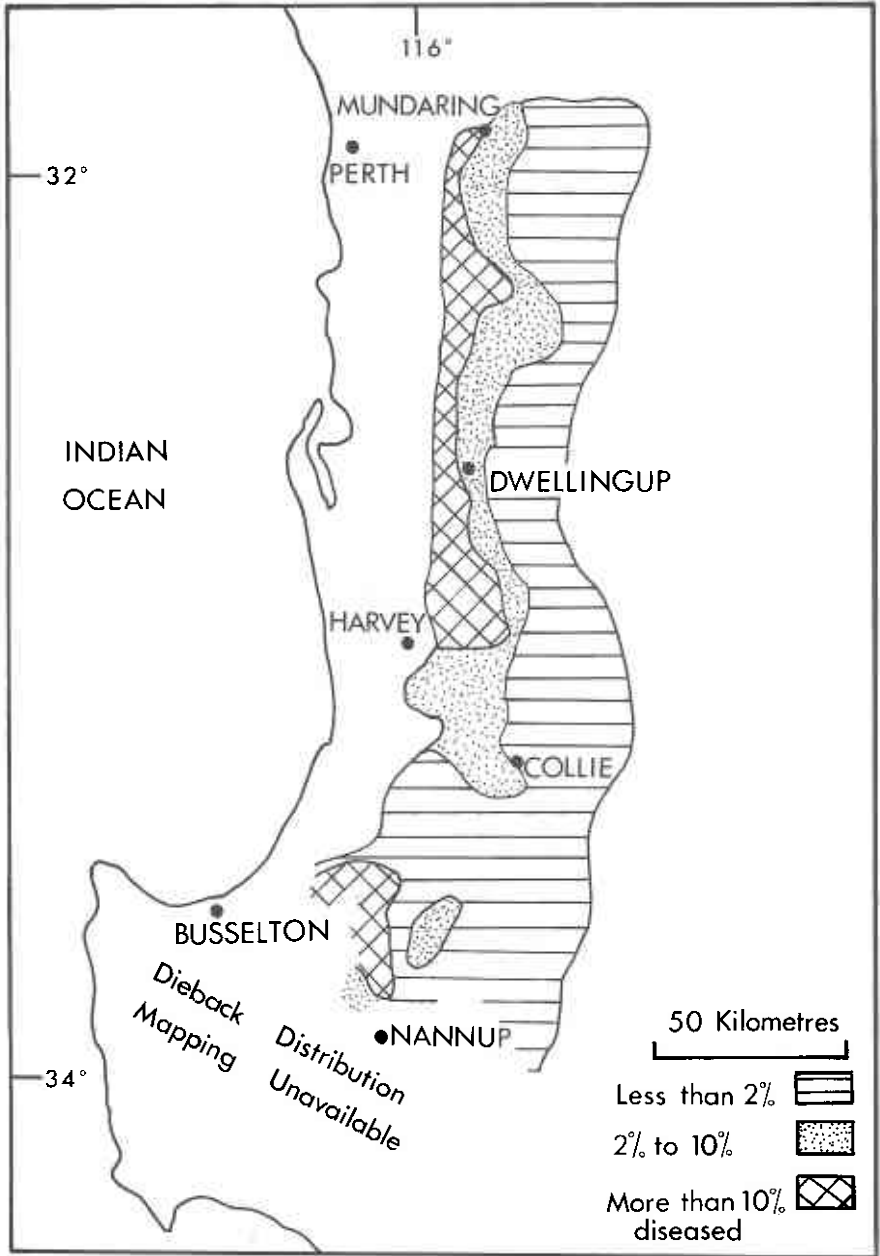 116°
MUNDARING
PERTH
32°
INDIAN
OCEAN
DWELLINGUP
HARVEY
COLLIE
BUSSELTON
Dieback
Mapping
Distribution
Unavailable
NANNUP
34°
50 Kilometres
Less than 2%
2% to 10%
More than 10%
diseased